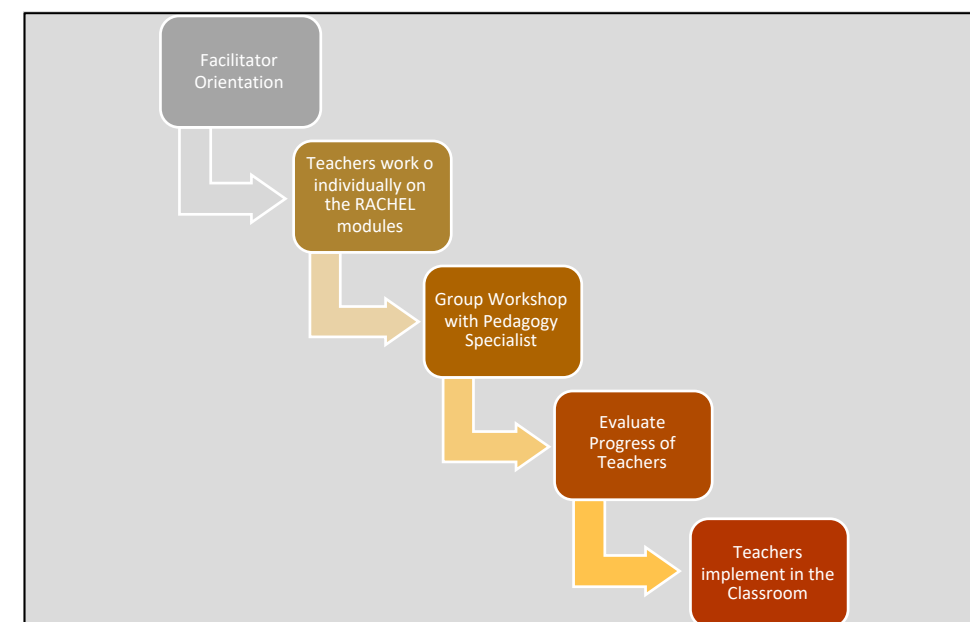 Facilitator
Orientation
Teachers work o
individually on
the RACHEL
modules
Group Workshop
with Pedagogy
Specialist
Evaluate
Progress of
Teachers
Teachers
implement in the
Classroom